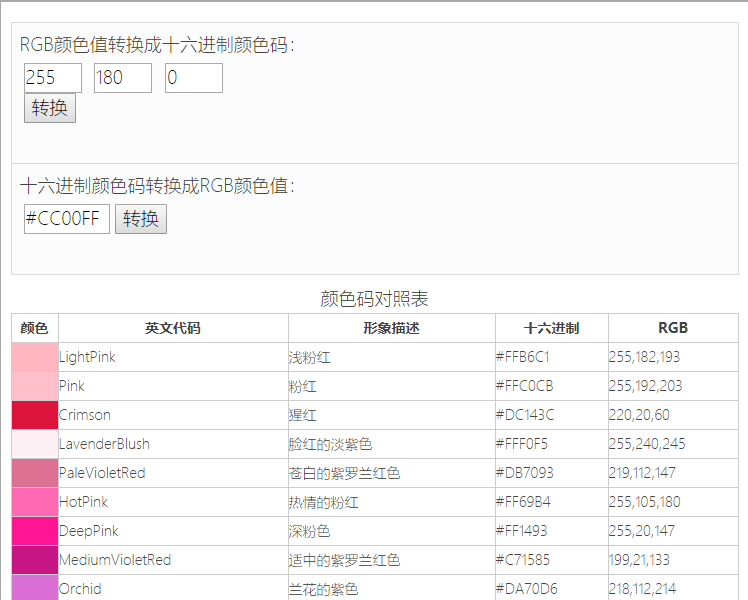 RGB颜色值转换成十六进制颜色码：
255 180 0
转换
十六进制颜色码转换成RGB颜色值：
#CC00FF 转换
颜色码对照表
颜色 英文代码 形象描述 十六进制 RGB
LightPink 浅粉红 #FFB6C1 255,182,193
Pink 粉红 #FFC0CB 255,192,203
Crimson 猩红 #DC143C 220,20,60
LavenderBlush 脸红的淡紫色 #FFF0F5 255,240,245
PaleVioletRed 苍白的紫罗兰红色 #DB7093 219,112,147
HotPink 热情的粉红 #FF69B4 255,105,180
DeepPink 深粉色 #FF1493 255,20,147
MediumVioletRed 适中的紫罗兰红色 #C71585 199,21,133
Orchid 兰花的紫色 #DA70D6 218,112,214